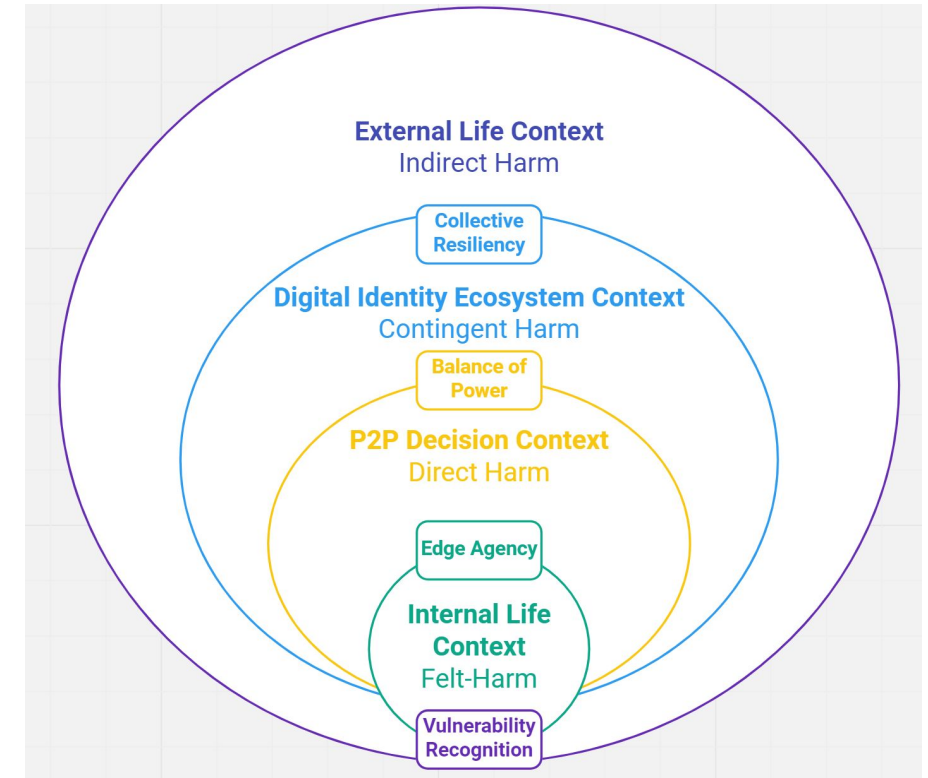 External Life Context
Indirect Harm
Collective
Resiliency
Digital Identity Ecosystem Context
Contingent Harm
Balance of
Power
P2P Decision Context
Direct Harm
Edge Agency
Internal Life
Context
Felt-Harm
Vulnerability
Recognition